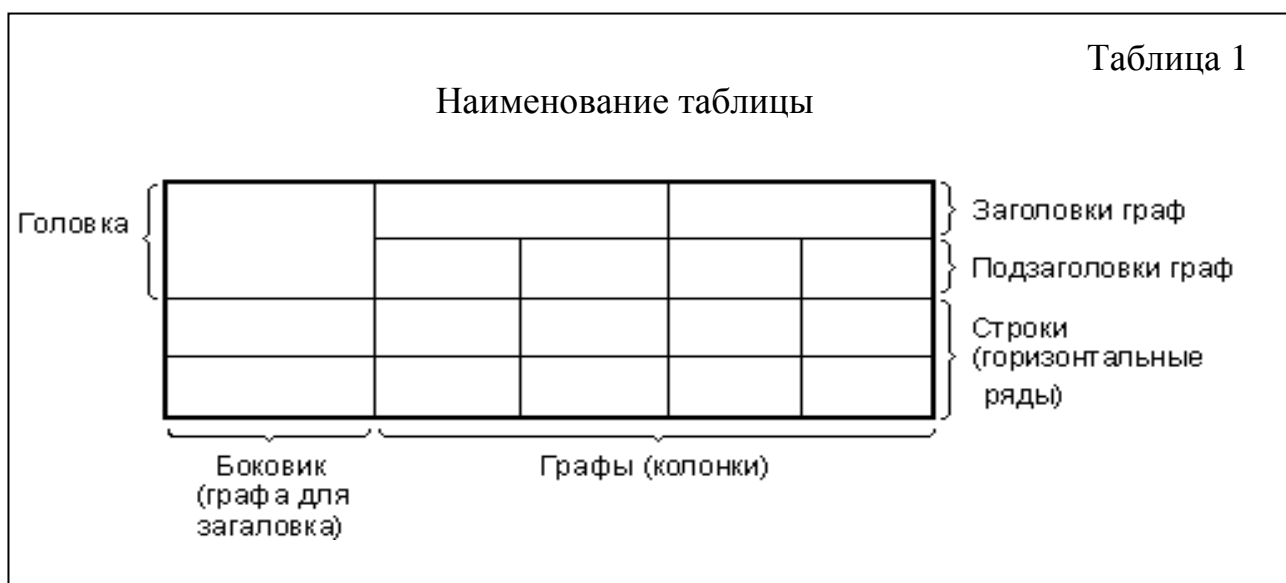 Таблица 1
Наименование таблицы
Головка
Заголовки граф
Подзаголовки граф
Строки
(горизонтальные
ряды)
Боковик
(графа для
загаловка)
Графы (колонки)